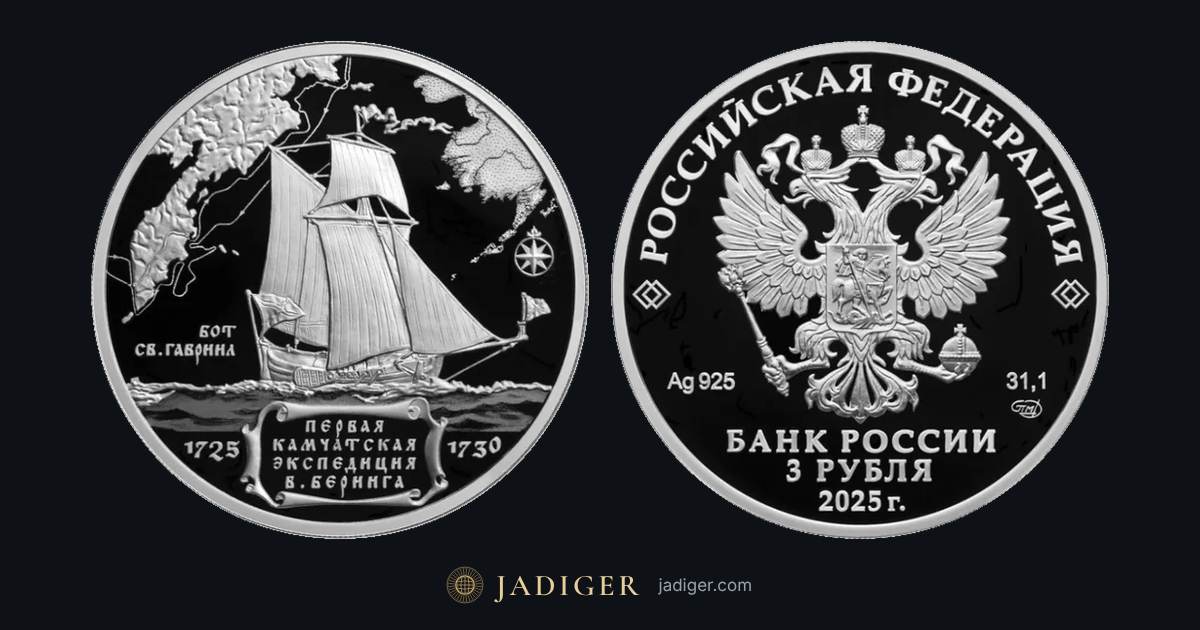 БОТ
СВ. ГАВРИИЛ
1725
ПЕРВАЯ
КАМЧАТСКАЯ
ЭКСПЕДИЦИЯ
В. БЕРИНГА
1730
РОССИЙСКАЯ ФЕДЕРАЦИЯ
Ag 925
31,1
СПМД
БАНК РОССИИ
3 РУБЛЯ
2025 г.
JADIGER
jadiger.com